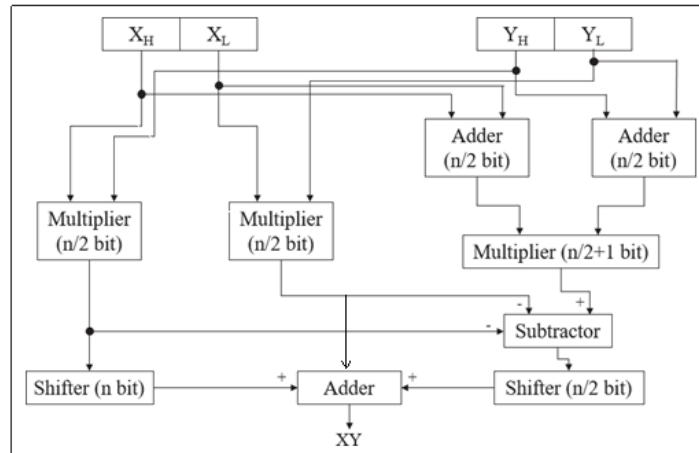 X_H X_L Y_H Y_L
Adder
(n/2 bit)
Adder
(n/2 bit)
Multiplier
(n/2 bit)
Multiplier
(n/2 bit)
Multiplier (n/2+1 bit)
- +
- Subtractor
Shifter (n bit) + Adder + Shifter (n/2 bit)
XY